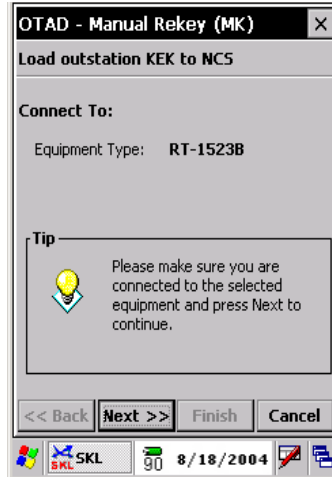 OTAD - Manual Rekey (MK)
Load outstation KEK to NCS
Connect To:
Equipment Type: RT-1523B
Tip
Please make sure you are
connected to the selected
equipment and press Next to
continue.
<< Back Next >> Finish Cancel
SKL SKL 90 8/18/2004